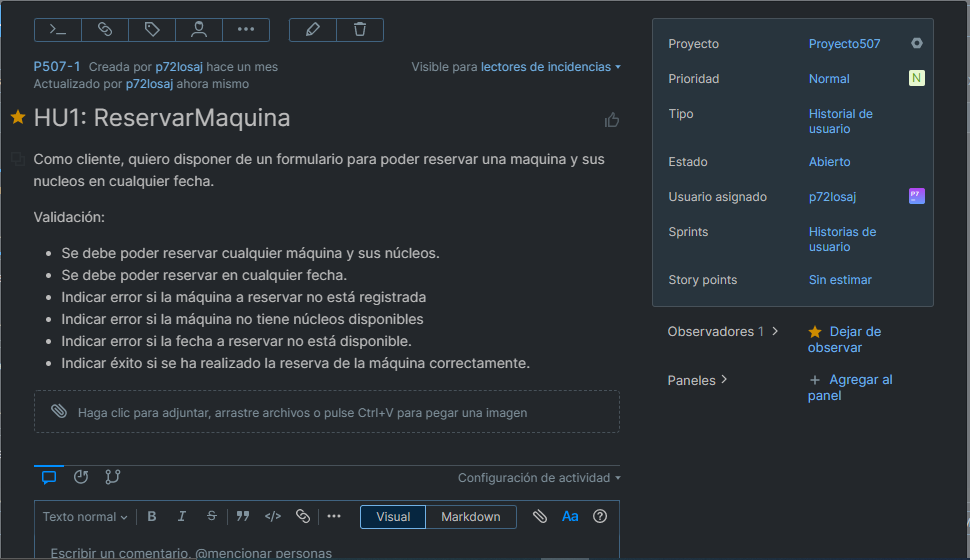 P507-1 Creada por p72losaj hace un mes
Visible para lectores de incidencias
Actualizado por p72losaj ahora mismo
HU1: ReservarMaquina
Como cliente, quiero disponer de un formulario para poder reservar una maquina y sus
nucleos en cualquier fecha.
Validación:
Se debe poder reservar cualquier máquina y sus núcleos.
Se debe poder reservar en cualquier fecha.
Indicar error si la máquina a reservar no está registrada
Indicar error si la máquina no tiene núcleos disponibles
Indicar error si la fecha a reservar no está disponible.
Indicar éxito si se ha realizado la reserva de la máquina correctamente.
Haga clic para adjuntar, arrastre archivos o pulse Ctrl+V para pegar una imagen
Configuración de actividad
Texto normal B I S Visual Markdown Aa
Escribir un comentario, @mencionar personas
Proyecto Proyecto507
Prioridad Normal N
Tipo Historial de
usuario
Estado Abierto
Usuario asignado p72losaj P7
Sprints Historias de
usuario
Story points Sin estimar
Observadores 1 Dejar de
observar
Paneles Agregar al
panel